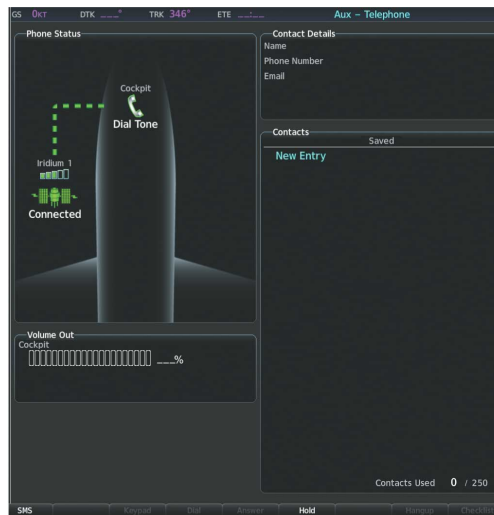 GS 0KT DTK ___° TRK 346° ETE __:__ Aux – Telephone
Phone Status
Cockpit
Dial Tone
Iridium 1
Connected
Volume Out
Cockpit
___%
Contact Details
Name
Phone Number
Email
Contacts
Saved
New Entry
Contacts Used 0 / 250
SMS Keypad Dial Answer Hold Hangup Checklist